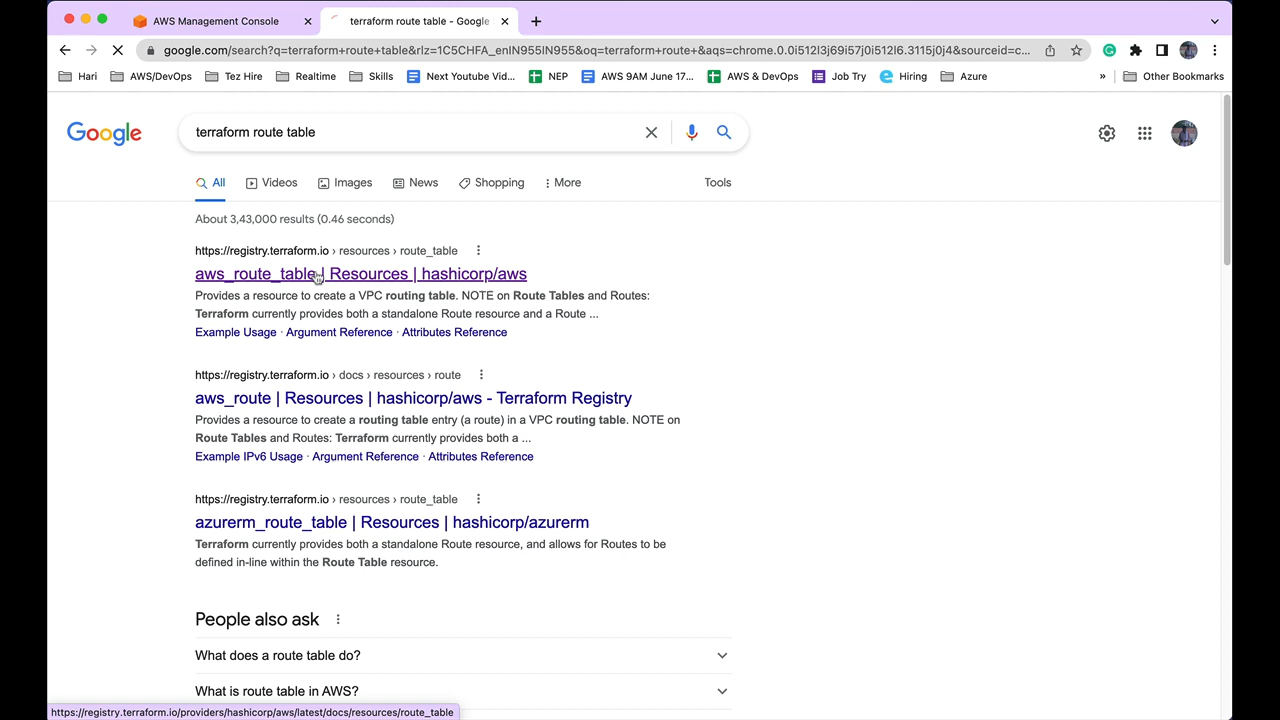 AWS Management Console
terraform route table - Google
google.com/search?q=terraform+route+table&rlz=1C5CHFA_enIN955IN955&oq=terraform+route+&aqs=chrome.0.0i512l3j69i57j0i512l6.3115j0j4&sourceid=c...
Hari AWS/DevOps Tez Hire Realtime Skills Next Youtube Vid... NEP AWS 9AM June 17... AWS & DevOps Job Try Hiring Azure » Other Bookmarks
Google terraform route table
All Videos Images News Shopping More Tools
About 3,43,000 results (0.46 seconds)
https://registry.terraform.io › resources › route_table
aws_route_table | Resources | hashicorp/aws
Provides a resource to create a VPC routing table. NOTE on Route Tables and Routes:
Terraform currently provides both a standalone Route resource and a Route ...
Example Usage · Argument Reference · Attributes Reference
https://registry.terraform.io › docs › resources › route
aws_route | Resources | hashicorp/aws - Terraform Registry
Provides a resource to create a routing table entry (a route) in a VPC routing table. NOTE on
Route Tables and Routes: Terraform currently provides both a ...
Example IPv6 Usage · Argument Reference · Attributes Reference
https://registry.terraform.io › resources › route_table
azurerm_route_table | Resources | hashicorp/azurerm
Terraform currently provides both a standalone Route resource, and allows for Routes to be
defined in-line within the Route Table resource.
People also ask
What does a route table do?
What is route table in AWS?
https://registry.terraform.io/providers/hashicorp/aws/latest/docs/resources/route_table